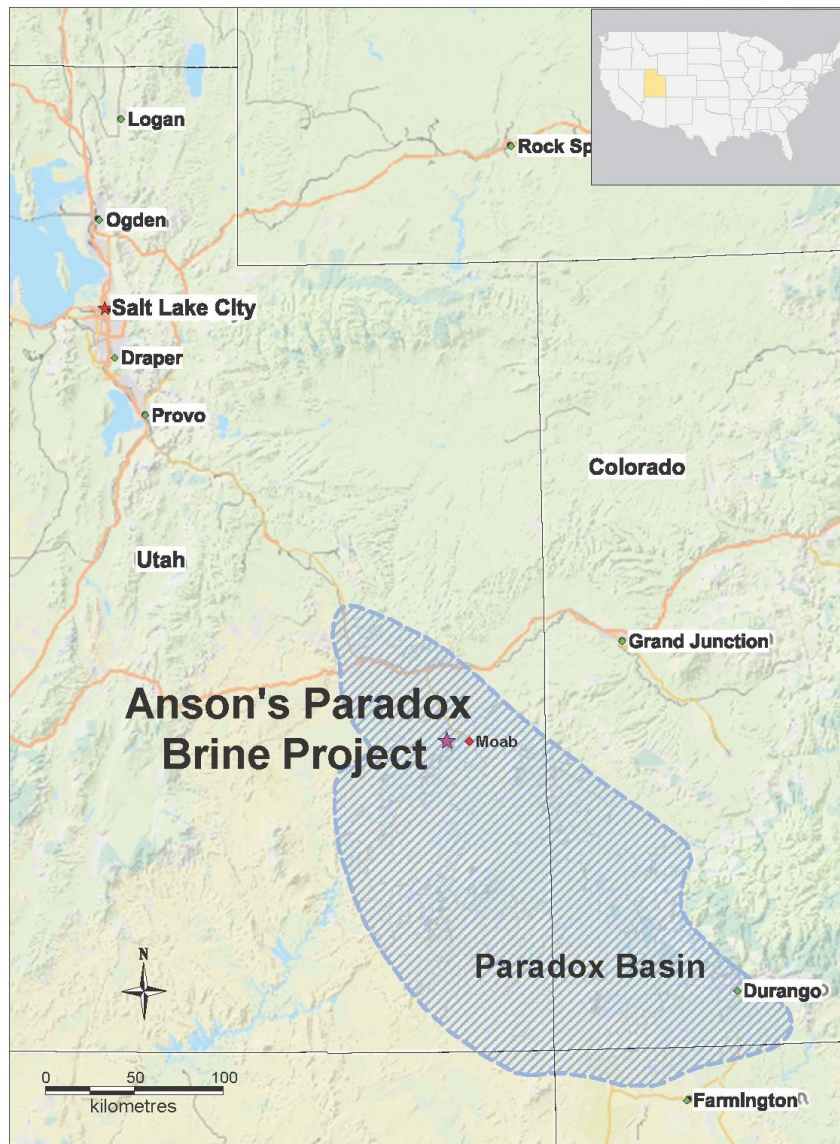 Logan
Rock Sp
Ogden
Salt Lake City
Draper
Provo
Colorado
Utah
Grand Junction
Anson's Paradox
Brine Project
Moab
Paradox Basin
N
Durango
0 50 100
kilometres
Farmington